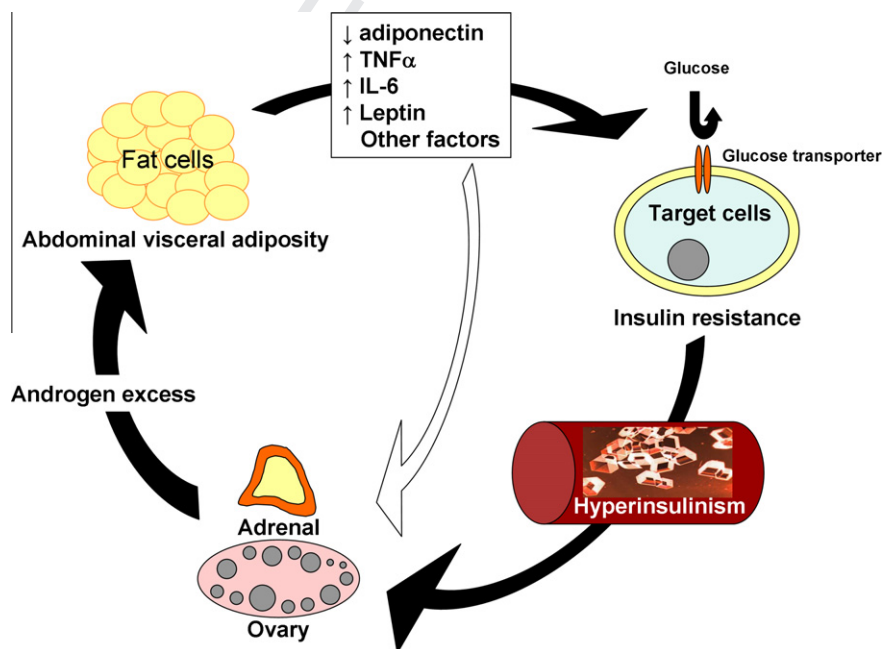 ↓ adiponectin
↑ TNFα
↑ IL-6
↑ Leptin
Other factors
Glucose
Glucose transporter
Fat cells
Target cells
Abdominal visceral adiposity
Insulin resistance
Androgen excess
Hyperinsulinism
Adrenal
Ovary